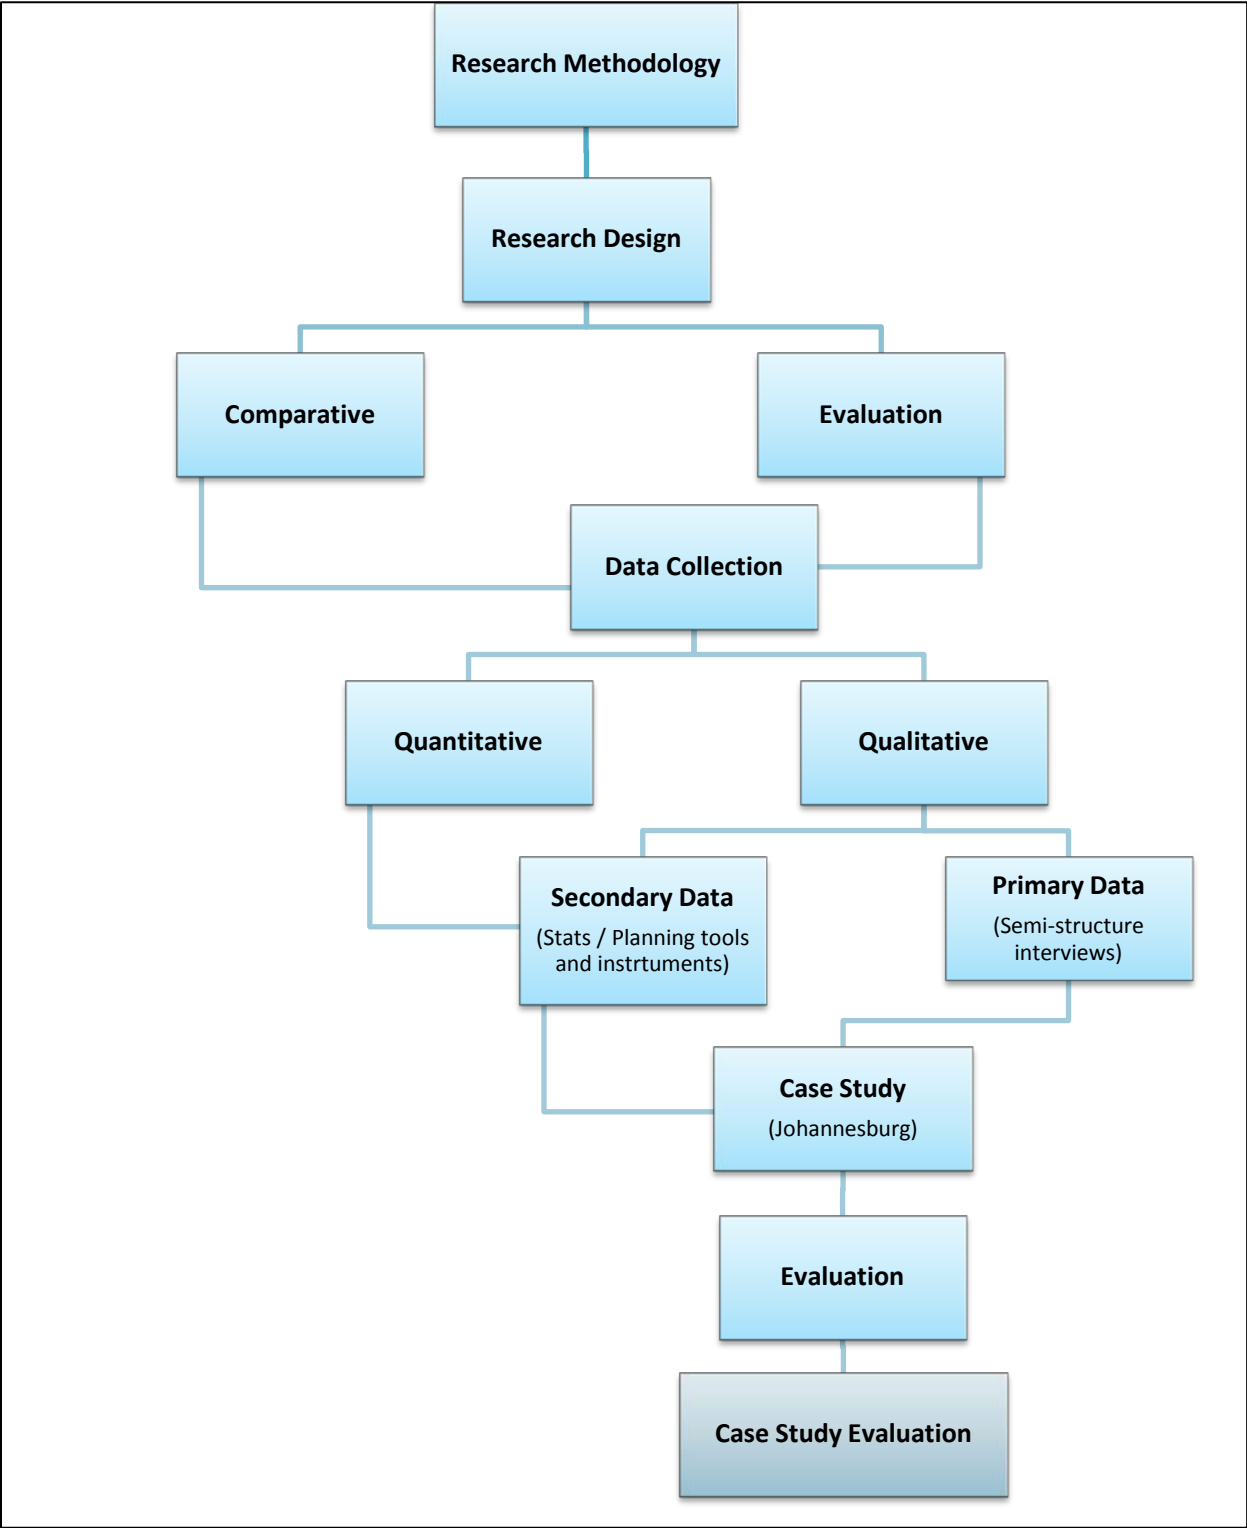 Research Methodology
Research Design
Comparative
Evaluation
Data Collection
Quantitative
Qualitative
Secondary Data
(Stats / Planning tools
and instrtuments)
Primary Data
(Semi-structure
interviews)
Case Study
(Johannesburg)
Evaluation
Case Study Evaluation